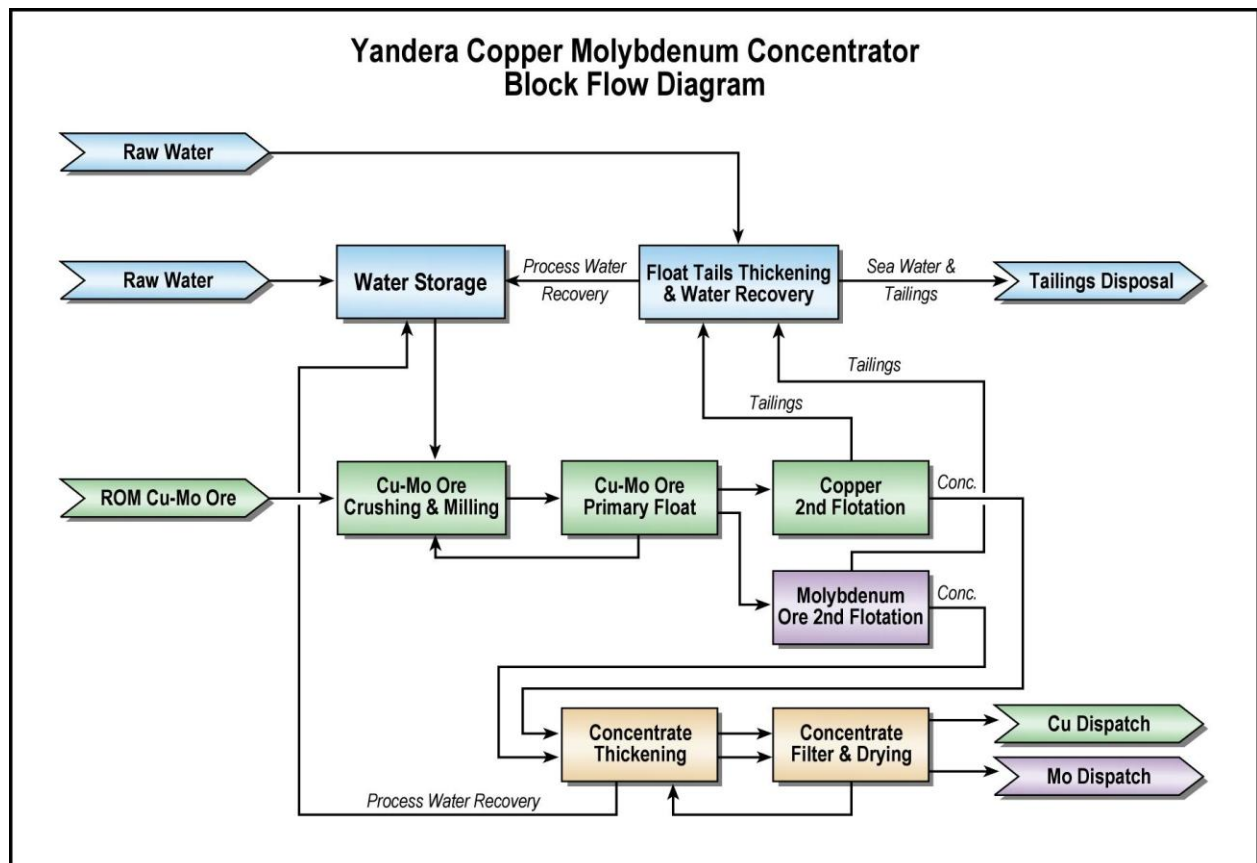 Yandera Copper Molybdenum Concentrator
Block Flow Diagram
Raw Water
Raw Water
Water Storage
Process Water
Recovery
Float Tails Thickening
& Water Recovery
Sea Water &
Tailings
Tailings Disposal
Tailings
Tailings
ROM Cu-Mo Ore
Cu-Mo Ore
Crushing & Milling
Cu-Mo Ore
Primary Float
Copper
2nd Flotation
Conc.
Molybdenum
Ore 2nd Flotation
Conc.
Concentrate
Thickening
Concentrate
Filter & Drying
Cu Dispatch
Mo Dispatch
Process Water Recovery